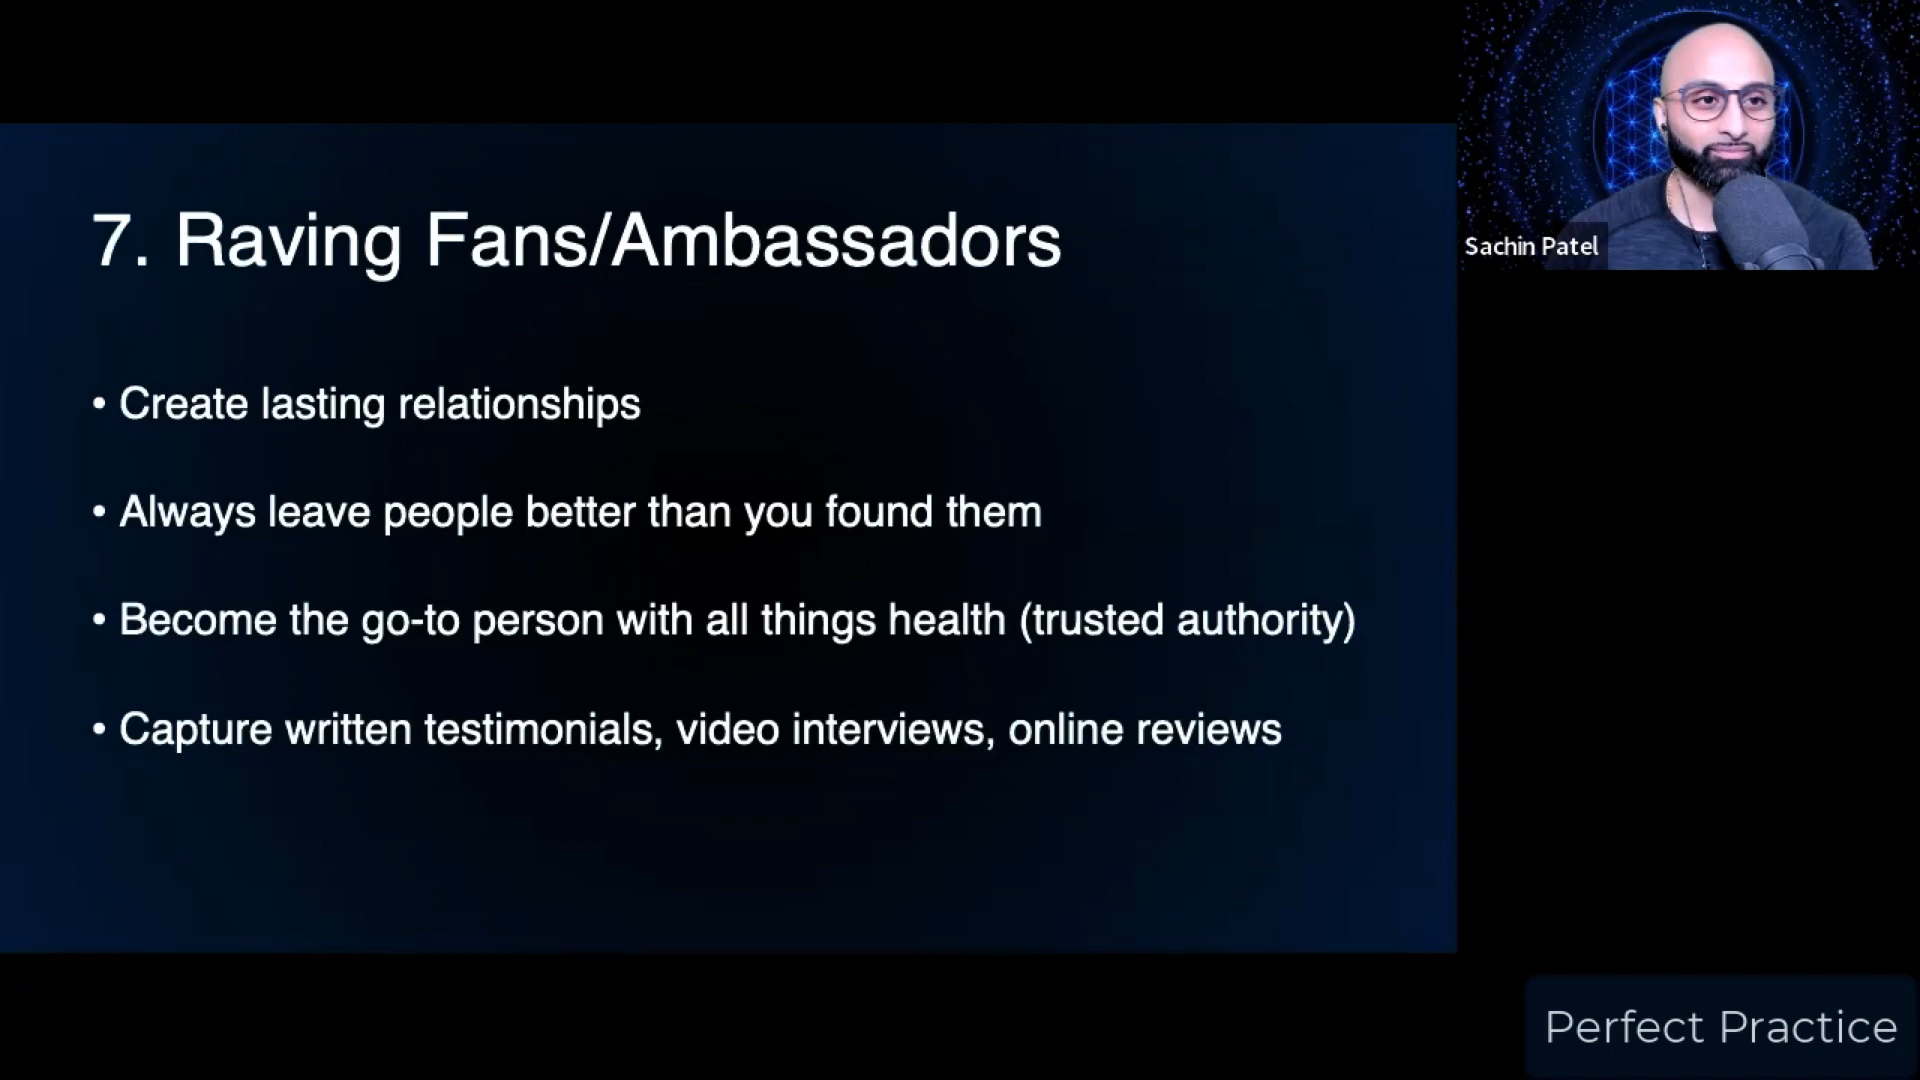 7. Raving Fans/Ambassadors
• Create lasting relationships
• Always leave people better than you found them
• Become the go-to person with all things health (trusted authority)
• Capture written testimonials, video interviews, online reviews
Sachin Patel
Perfect Practice